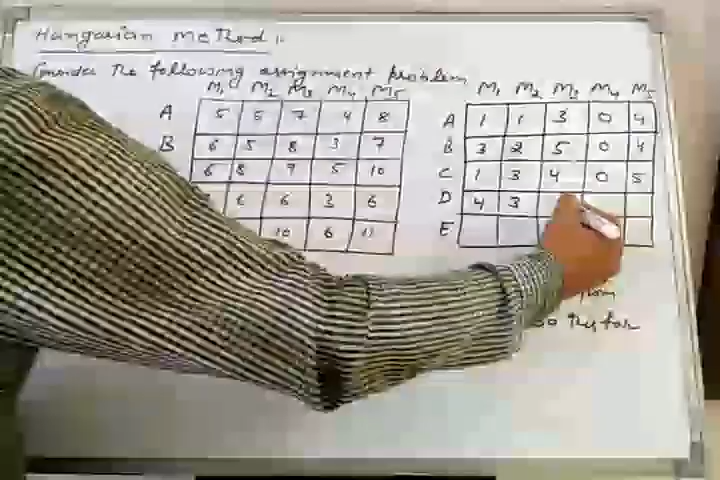 Hungarian Method:
Consider the following assignment problem
M1 M2 M3 M4 M5
A 5 5 7 4 8
B 6 5 8 3 7
6 8 9 5 10
6 6 3 6
10 6 11
M1 M2 M3 M4 M5
A 1 1 3 0 4
B 3 2 5 0 4
C 1 3 4 0 5
D 4 3
E